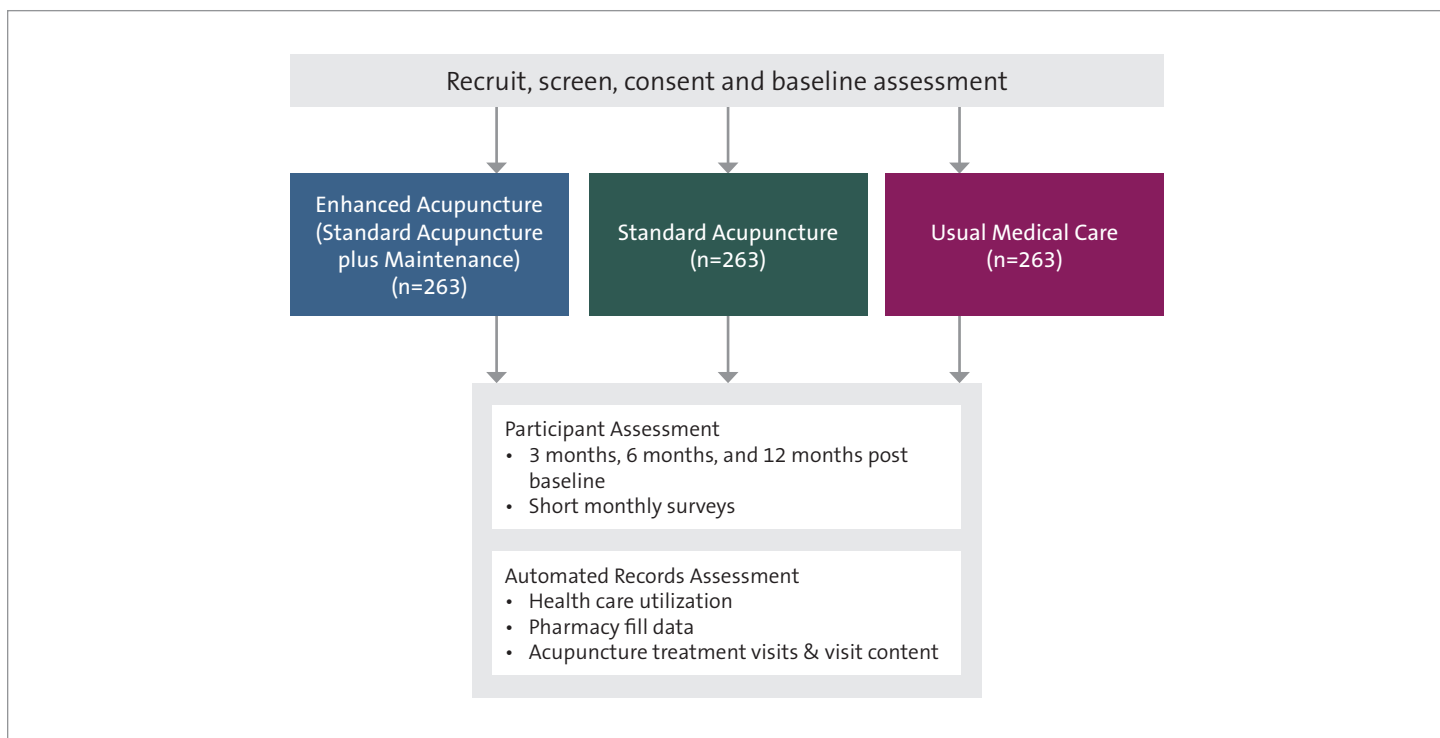 Recruit, screen, consent and baseline assessment
Enhanced Acupuncture
(Standard Acupuncture
plus Maintenance)
(n=263)
Standard Acupuncture
(n=263)
Usual Medical Care
(n=263)
Participant Assessment
• 3 months, 6 months, and 12 months post
baseline
• Short monthly surveys
Automated Records Assessment
• Health care utilization
• Pharmacy fill data
• Acupuncture treatment visits & visit content